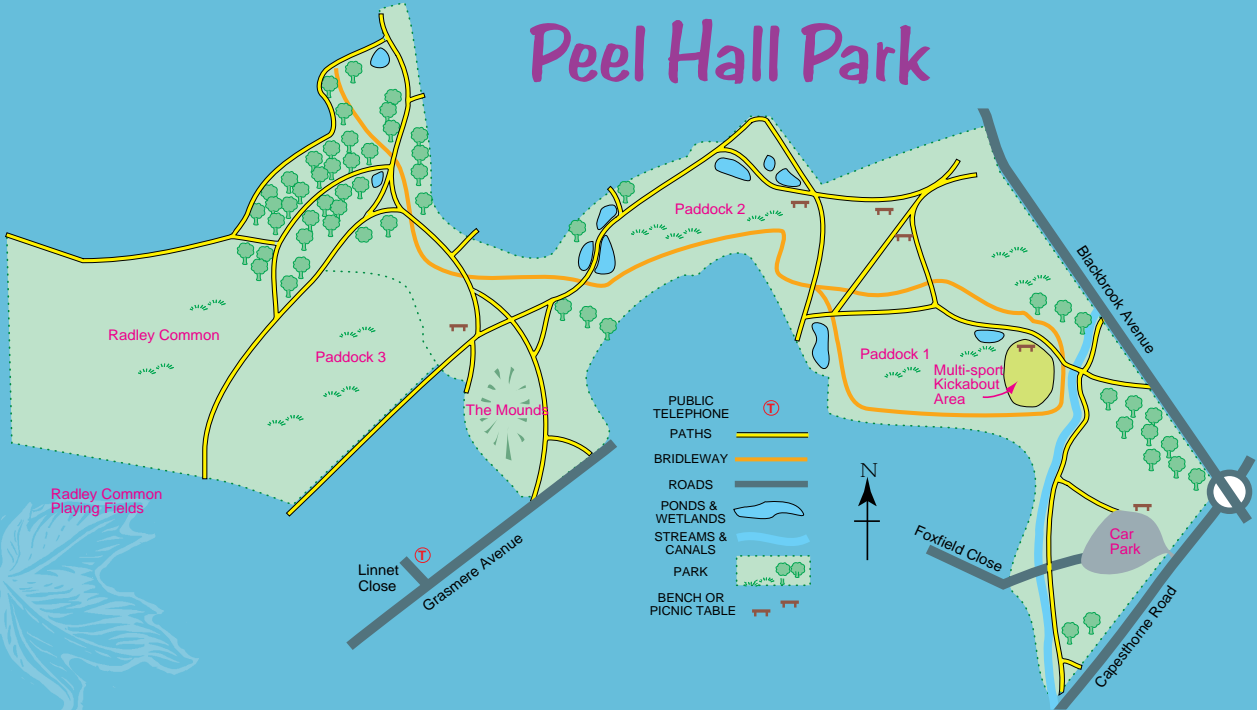 Peel Hall Park
Paddock 2
Blackbrook Avenue
Radley Common
Paddock 3
Paddock 1
Multi-sport
Kickabout
Area
The Mounds
PUBLIC
TELEPHONE
T
PATHS
BRIDLEWAY
ROADS
PONDS &
WETLANDS
STREAMS &
CANALS
PARK
BENCH OR
PICNIC TABLE
N
Radley Common
Playing Fields
T
Linnet
Close
Grasmere Avenue
Foxfield Close
Car
Park
Capesthorne Road